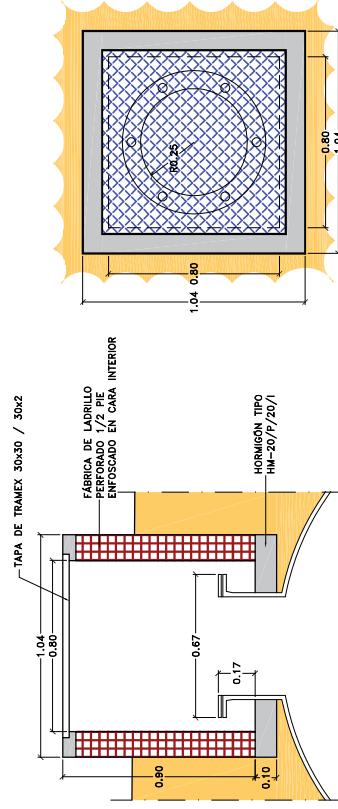 TAPA DE TRAMEX 30x30 / 30x2
FÁBRICA DE LADRILLO
PERFORADO 1/2 PIE
ENFOSCADO EN CARA INTERIOR
HORMIGÓN TIPO
HM-20/P/20/I
1.04
0.80
0.67
0.17
0.90
0.10
R0.25
1.04
0.80
0.80
1.04